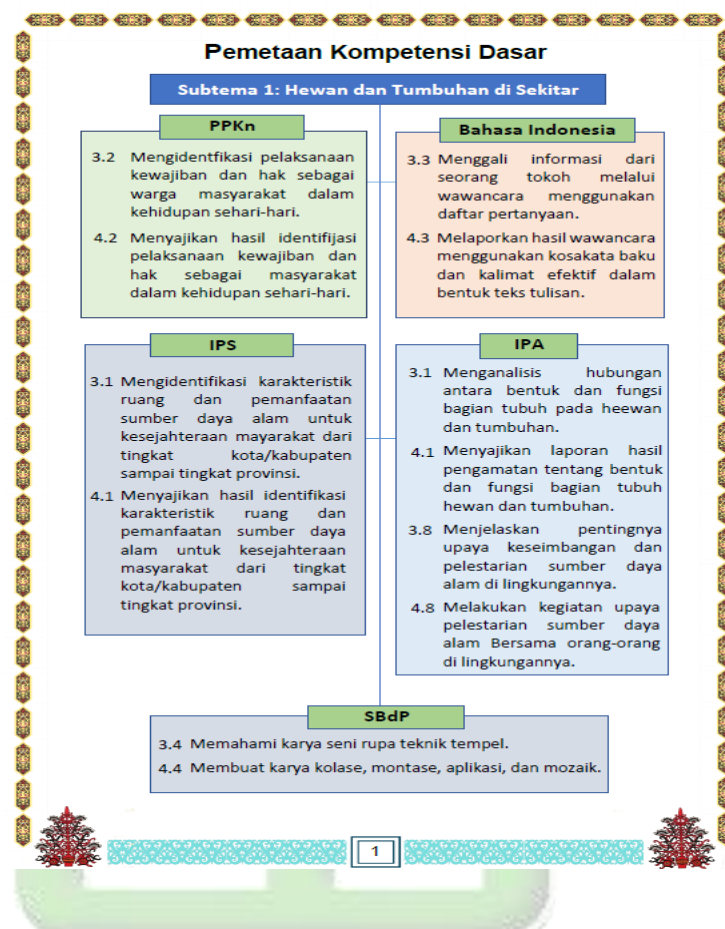 Pemetaan Kompetensi Dasar
Subtema 1: Hewan dan Tumbuhan di Sekitar
PPKn
3.2 Mengidentfikasi pelaksanaan
kewajiban dan hak sebagai
warga masyarakat dalam
kehidupan sehari-hari.
4.2 Menyajikan hasil identifijasi
pelaksanaan kewajiban dan
hak sebagai masyarakat
dalam kehidupan sehari-hari.
Bahasa Indonesia
3.3 Menggali informasi dari
seorang tokoh melalui
wawancara menggunakan
daftar pertanyaan.
4.3 Melaporkan hasil wawancara
menggunakan kosakata baku
dan kalimat efektif dalam
bentuk teks tulisan.
IPS
3.1 Mengidentifikasi karakteristik
ruang dan pemanfaatan
sumber daya alam untuk
kesejahteraan mayarakat dari
tingkat kota/kabupaten
sampai tingkat provinsi.
4.1 Menyajikan hasil identifikasi
karakteristik ruang dan
pemanfaatan sumber daya
alam untuk kesejahteraan
masyarakat dari tingkat
kota/kabupaten sampai
tingkat provinsi.
IPA
3.1 Menganalisis hubungan
antara bentuk dan fungsi
bagian tubuh pada heewan
dan tumbuhan.
4.1 Menyajikan laporan hasil
pengamatan tentang bentuk
dan fungsi bagian tubuh
hewan dan tumbuhan.
3.8 Menjelaskan pentingnya
upaya keseimbangan dan
pelestarian sumber daya
alam di lingkungannya.
4.8 Melakukan kegiatan upaya
pelestarian sumber daya
alam Bersama orang-orang
di lingkungannya.
SBdP
3.4 Memahami karya seni rupa teknik tempel.
4.4 Membuat karya kolase, montase, aplikasi, dan mozaik.
1